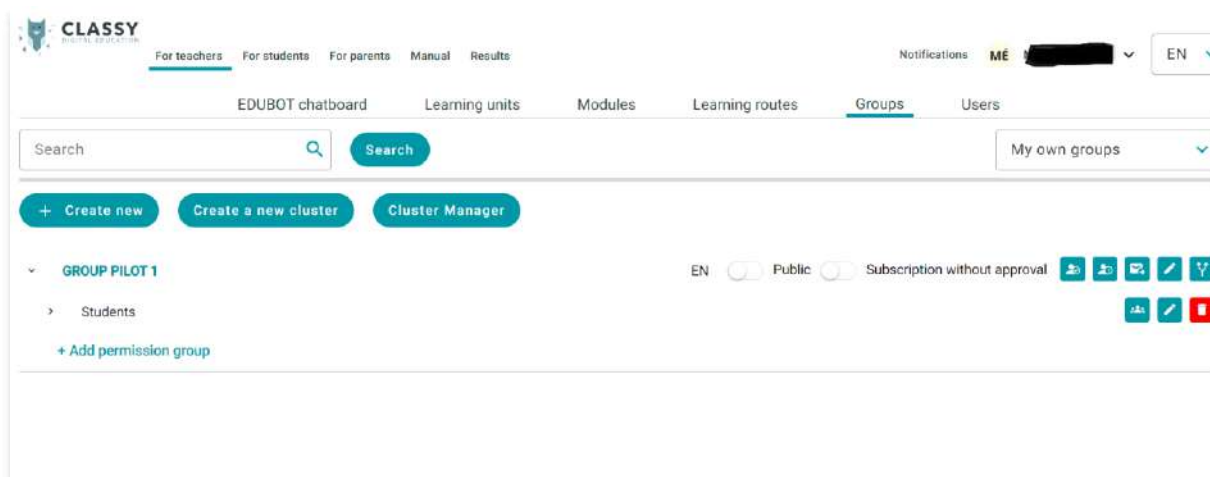 CLASSY
DIGITAL EDUCATION
For teachers For students For parents Manual Results
Notifications MÉ EN
EDUBOT chatboard Learning units Modules Learning routes Groups Users
Search Search My own groups
+ Create new Create a new cluster Cluster Manager
GROUP PILOT 1 EN Public Subscription without approval
Students
+ Add permission group